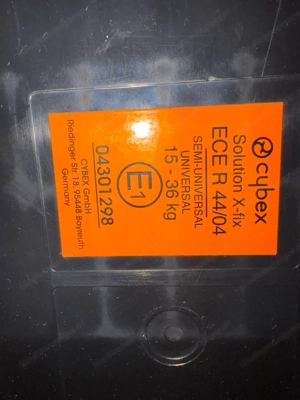 cybex
Solution X-fix
ECE R 44/04
SEMI-UNIVERSAL
UNIVERSAL
15 - 36 kg
E1
04301298
CYBEX GmbH
Riedinger Str. 18, 95448 Bayreuth
Germany